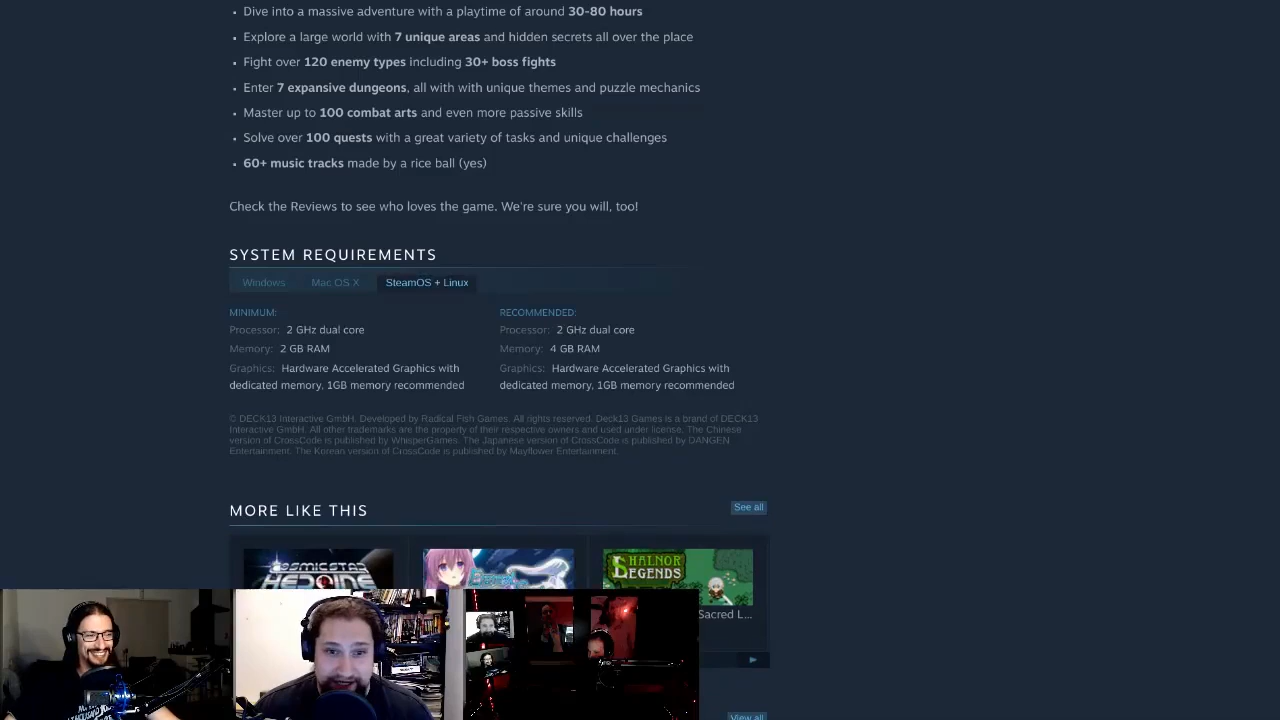 Dive into a massive adventure with a playtime of around 30-80 hours
Explore a large world with 7 unique areas and hidden secrets all over the place
Fight over 120 enemy types including 30+ boss fights
Enter 7 expansive dungeons, all with with unique themes and puzzle mechanics
Master up to 100 combat arts and even more passive skills
Solve over 100 quests with a great variety of tasks and unique challenges
60+ music tracks made by a rice ball (yes)
Check the Reviews to see who loves the game. We're sure you will, too!
SYSTEM REQUIREMENTS
Windows Mac OS X SteamOS + Linux
MINIMUM:
Processor: 2 GHz dual core
Memory: 2 GB RAM
Graphics: Hardware Accelerated Graphics with
dedicated memory, 1GB memory recommended
RECOMMENDED:
Processor: 2 GHz dual core
Memory: 4 GB RAM
Graphics: Hardware Accelerated Graphics with
dedicated memory, 1GB memory recommended
© DECK13 Interactive GmbH. Developed by Radical Fish Games. All rights reserved. Deck13 Games is a brand of DECK13
Interactive GmbH. All other trademarks are the property of their respective owners and used under license. The Chinese
version of CrossCode is published by WhisperGames. The Japanese version of CrossCode is published by DANGEN
Entertainment. The Korean version of CrossCode is published by Mayflower Entertainment.
MORE LIKE THIS
See all
COSMIC STAR
HEROINE
SHALNOR
LEGENDS
Sacred L...
View all